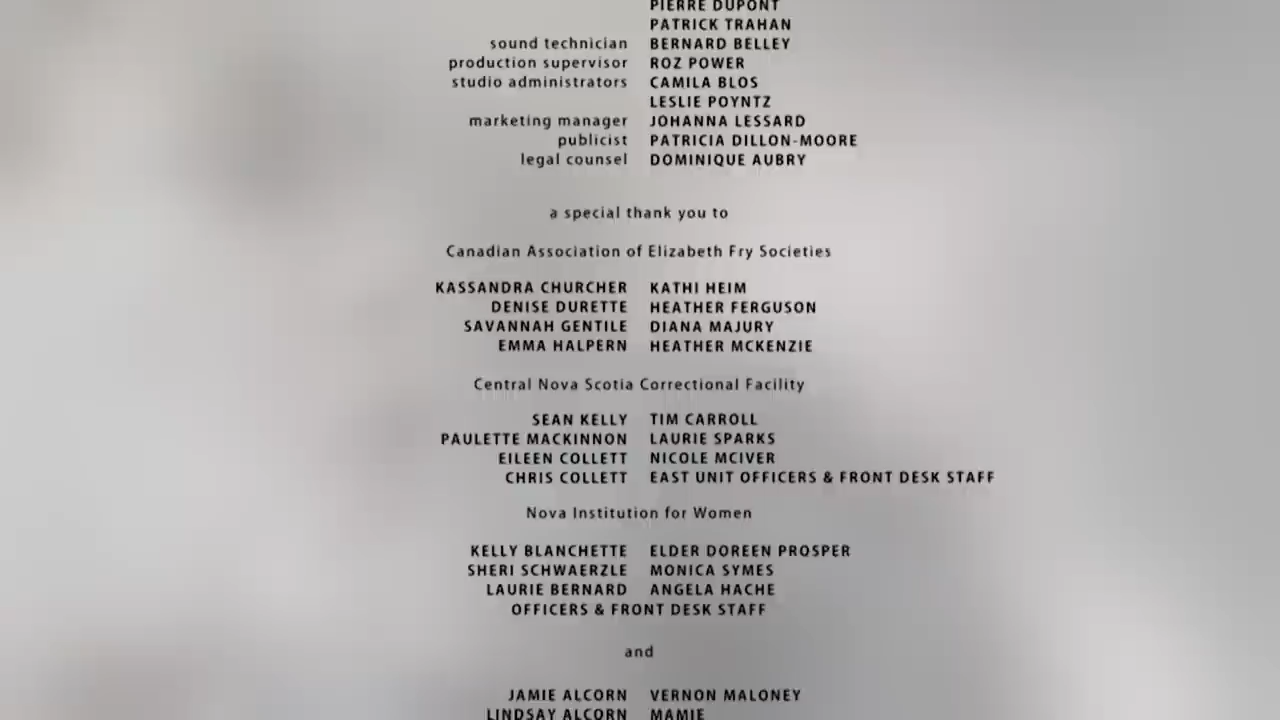 PIERRE DUPONT
PATRICK TRAHAN
sound technician BERNARD BELLEY
production supervisor ROZ POWER
studio administrators CAMILA BLOS
LESLIE POYNTZ
marketing manager JOHANNA LESSARD
publicist PATRICIA DILLON-MOORE
legal counsel DOMINIQUE AUBRY
a special thank you to
Canadian Association of Elizabeth Fry Societies
KASSANDRA CHURCHER KATHI HEIM
DENISE DURETTE HEATHER FERGUSON
SAVANNAH GENTILE DIANA MAJURY
EMMA HALPERN HEATHER MCKENZIE
Central Nova Scotia Correctional Facility
SEAN KELLY TIM CARROLL
PAULETTE MACKINNON LAURIE SPARKS
EILEEN COLLETT NICOLE MCIVER
CHRIS COLLETT EAST UNIT OFFICERS & FRONT DESK STAFF
Nova Institution for Women
KELLY BLANCHETTE ELDER DOREEN PROSPER
SHERI SCHWAERZLE MONICA SYMES
LAURIE BERNARD ANGELA HACHE
OFFICERS & FRONT DESK STAFF
and
JAMIE ALCORN VERNON MALONEY
LINDSAY ALCORN MAMIE